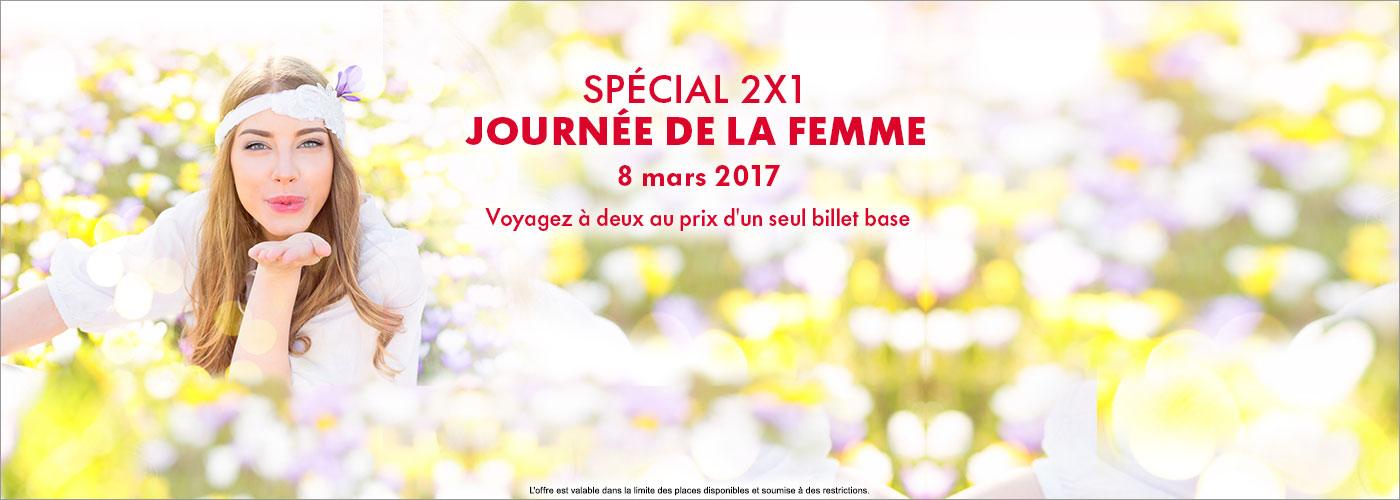 SPÉCIAL 2X1
JOURNÉE DE LA FEMME
8 mars 2017
Voyagez à deux au prix d'un seul billet base
L'offre est valable dans la limite des places disponibles et soumise à des restrictions.